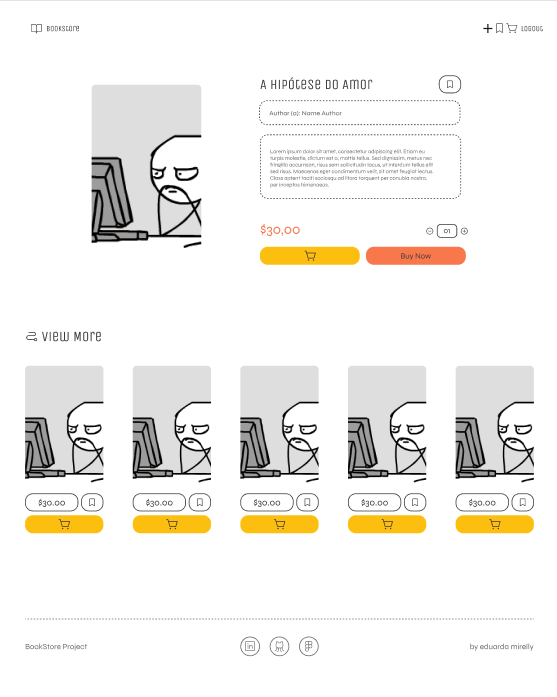 BOOKStore
LOGOUT
A HIPÓTESE DO AMOR
Author (a): Name Author
Lorem ipsum dolor sit amet, consectetur adipiscing elit. Etiam eu
turpis molestie, dictum est a, mattis tellus. Sed dignissim, metus nec
fringilla accumsan, risus sem sollicitudin lacus, ut interdum tellus elit
sed risus. Maecenas eget condimentum velit, sit amet feugiat lectus.
Class aptent taciti sociosqu ad litora torquent per conubia nostra,
per inceptos himenaeos.
$30,00
01
Buy Now
VIEW MORE
$30.00
$30.00
$30.00
$30.00
$30.00
BookStore Project
in
by eduarda mirelly